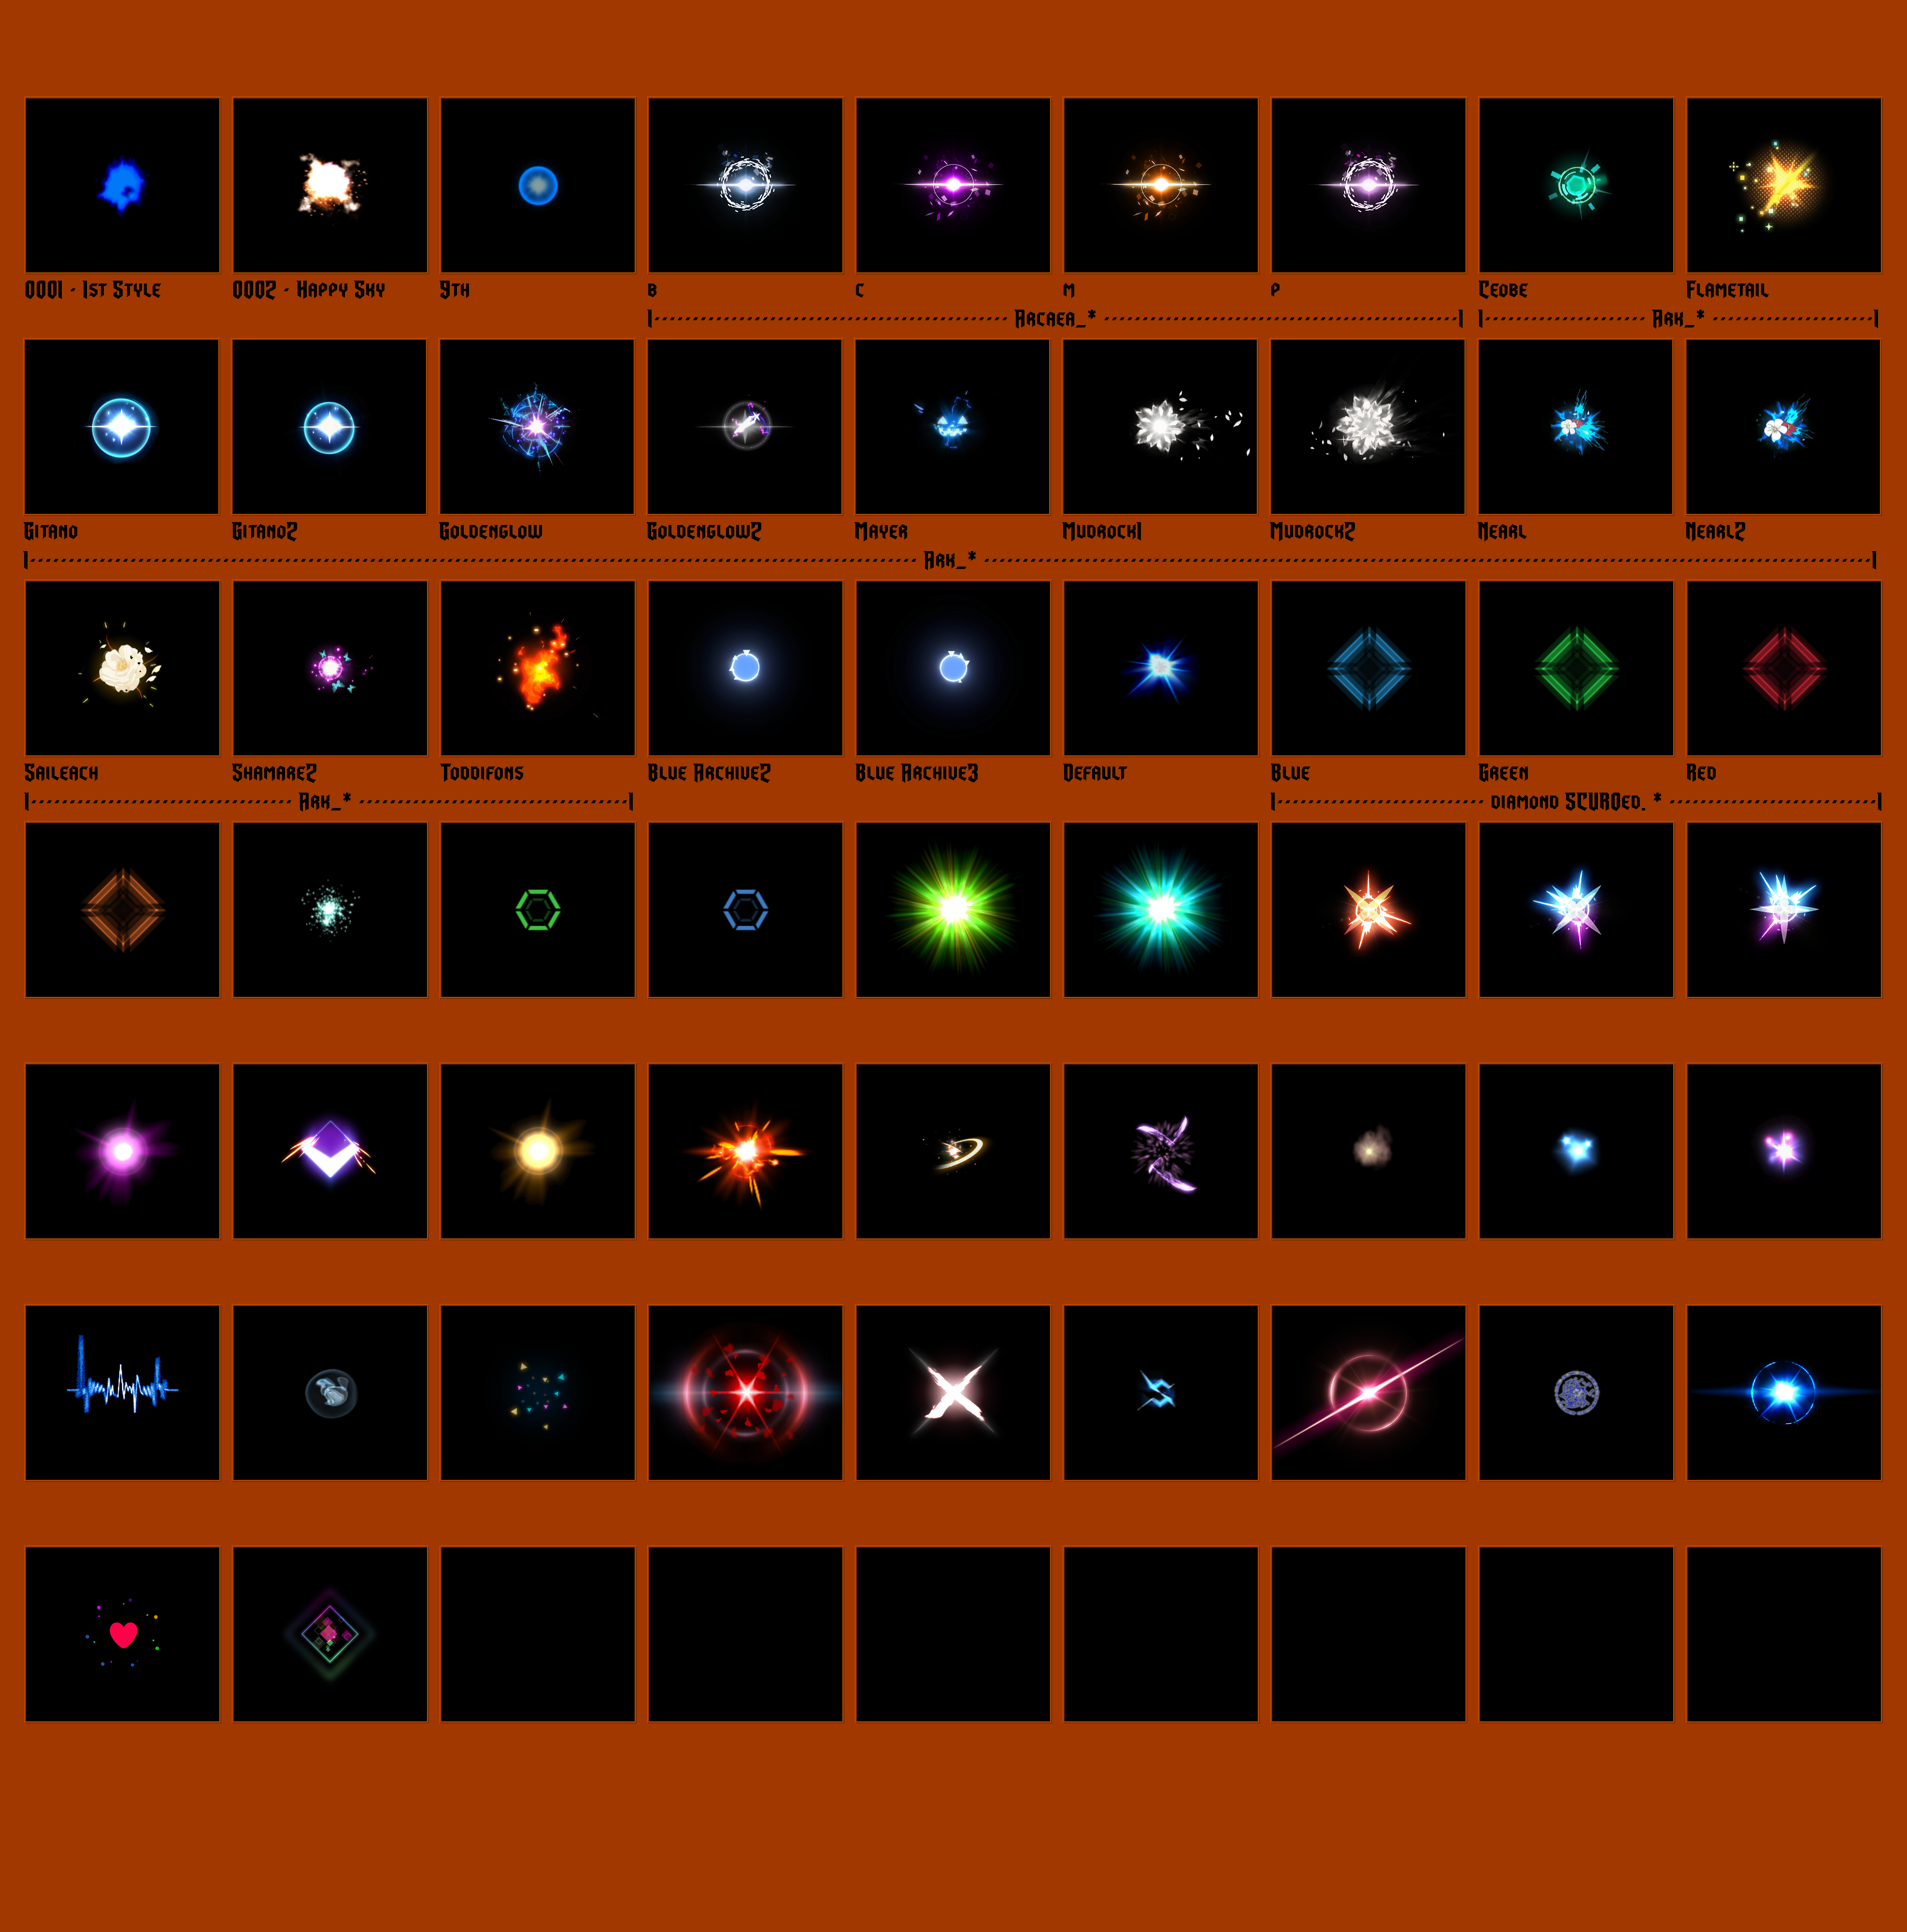 0001 - 1st Style 0002 - Happy Sky 9th B C M P Ceobe Flametail
|--- Arcaea_* ---| |--- Ark_* ---|
Gitano Gitano2 Goldenglow Goldenglow2 Mayer Mudrock1 Mudrock2 Nearl Nearl2
|--- Ark_* ---|
Saileach Shamare2 Toddifons Blue Archive2 Blue Archive3 Default Blue Green Red
|--- Ark_* ---| |--- diamond SCUROed. * ---|